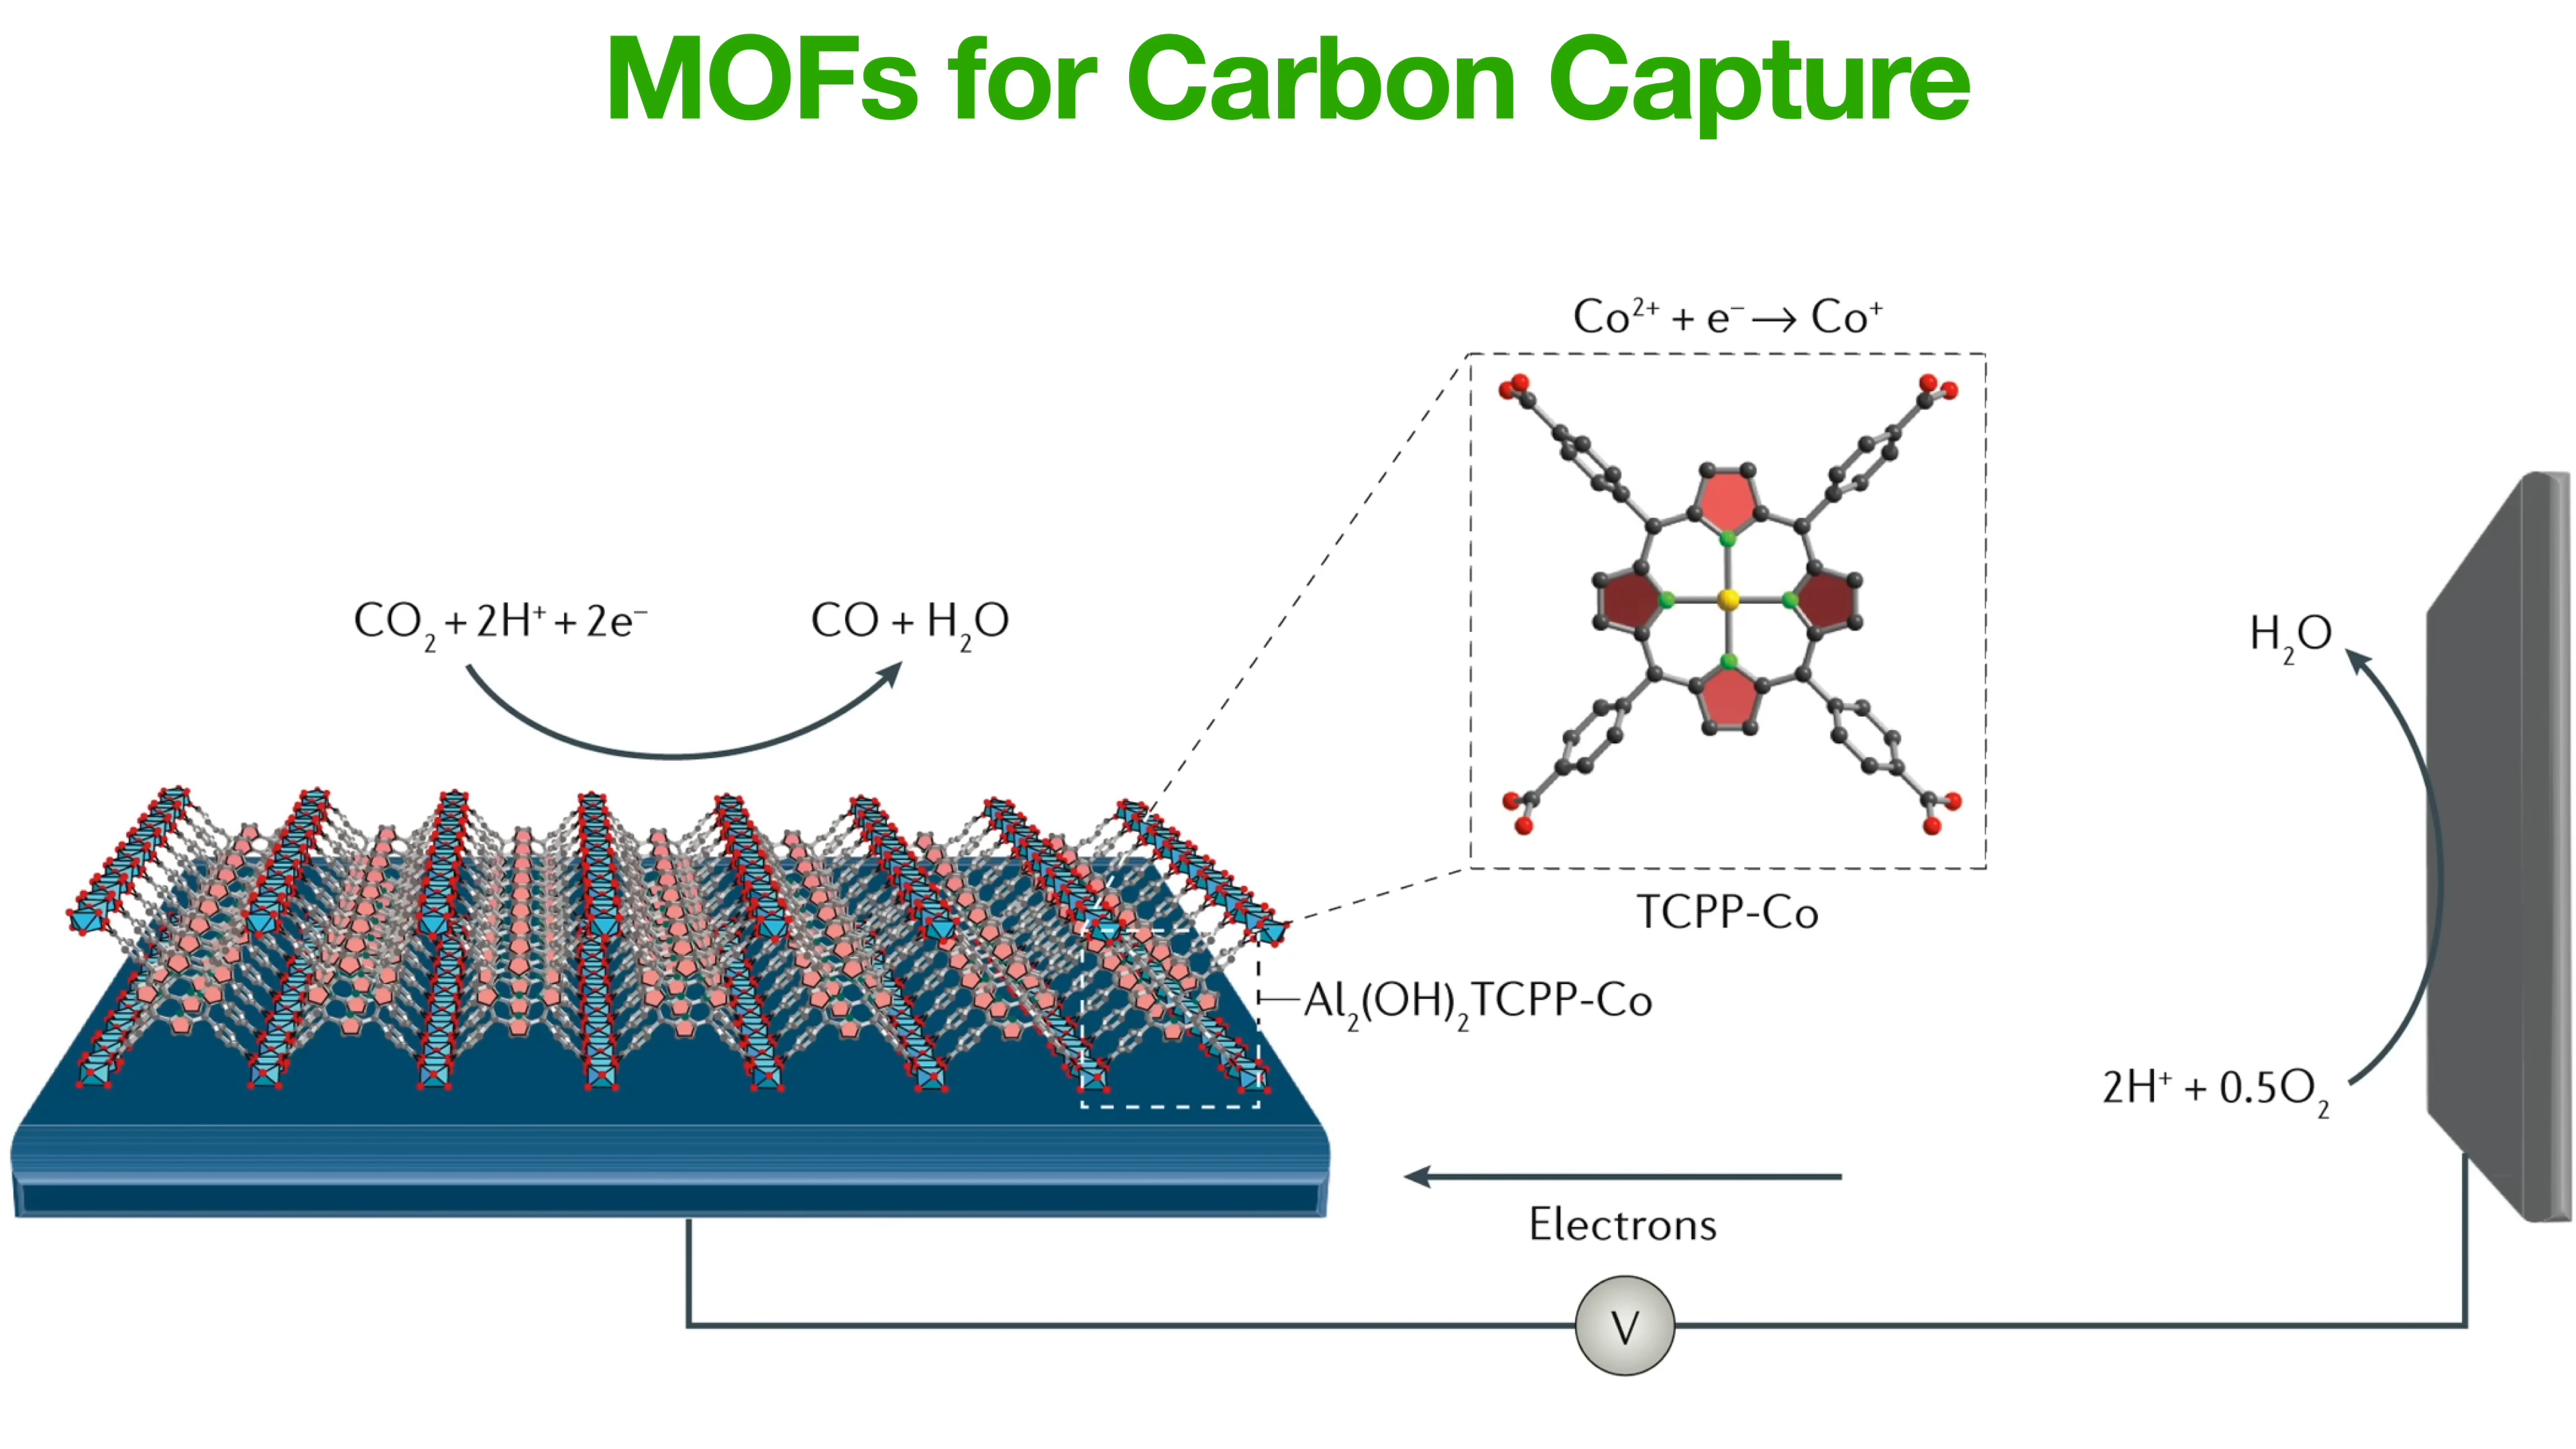 MOFs for Carbon Capture
Co²⁺ + e⁻ → Co⁺
CO₂ + 2H⁺ + 2e⁻
CO + H₂O
H₂O
TCPP-Co
Al₂(OH)₂TCPP-Co
2H⁺ + 0.5O₂
Electrons
V